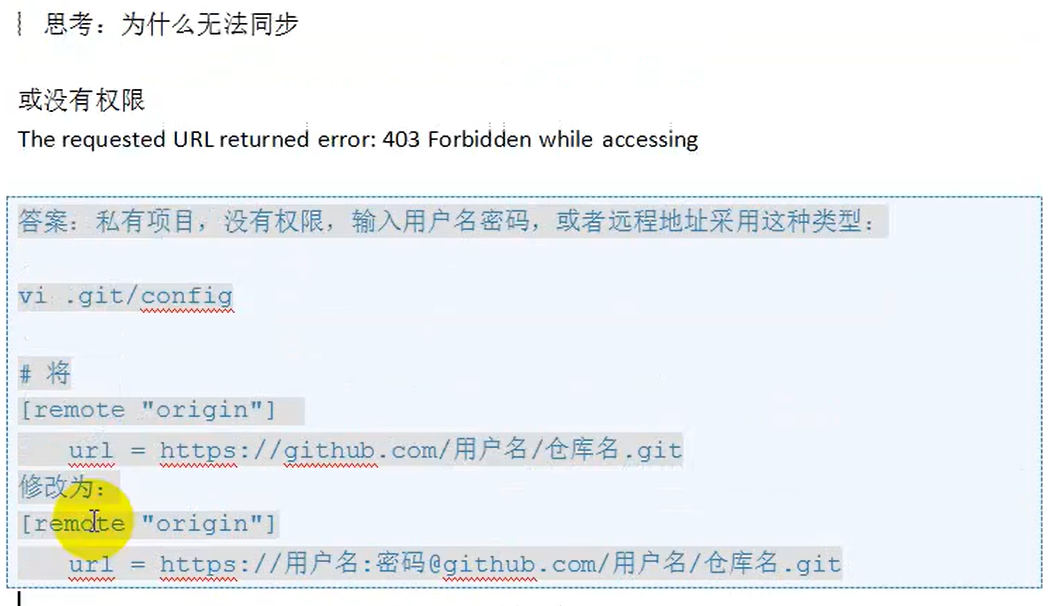 思考：为什么无法同步
或没有权限
The requested URL returned error: 403 Forbidden while accessing
答案：私有项目，没有权限，输入用户名密码，或者远程地址采用这种类型：
vi .git/config
# 将
[remote "origin"]
url = https://github.com/用户名/仓库名.git
修改为：
[remote "origin"]
url = https://用户名:密码@github.com/用户名/仓库名.git